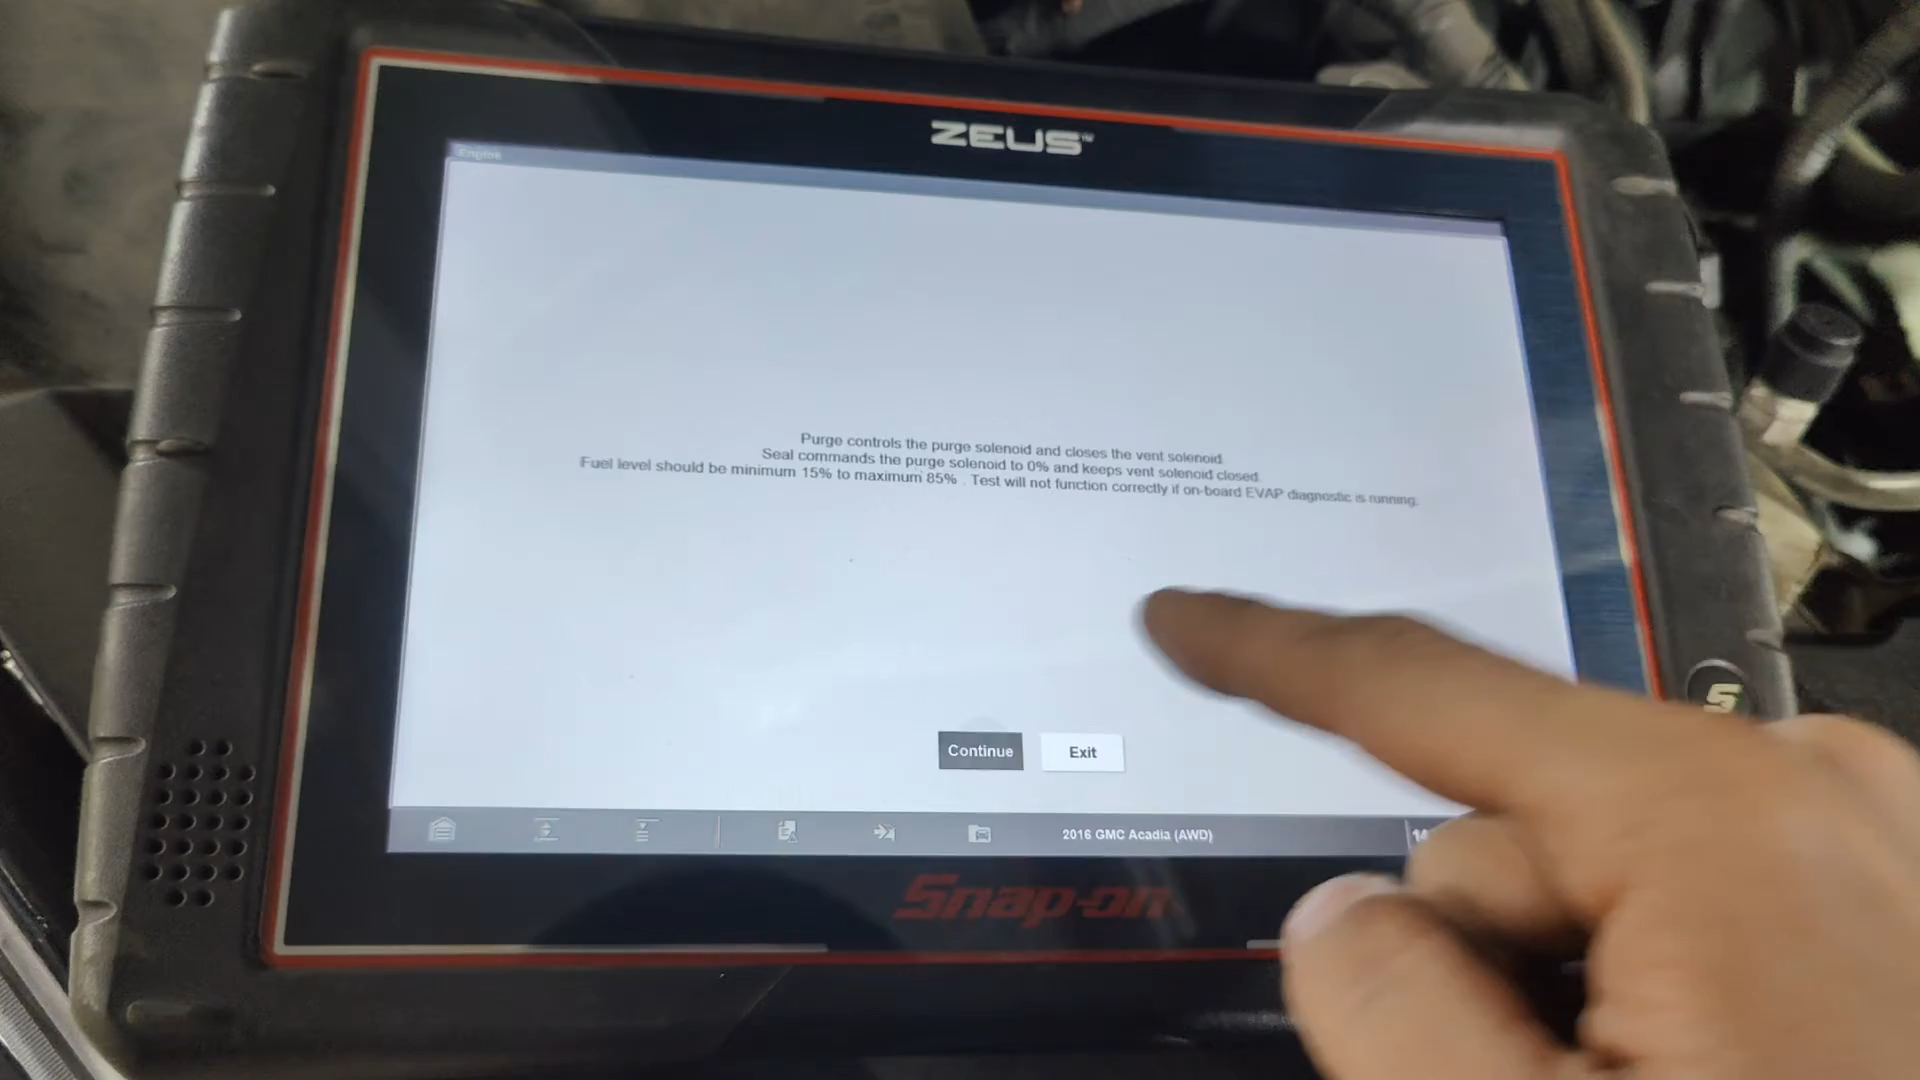 ZEUS™
Engine
Purge controls the purge solenoid and closes the vent solenoid.
Seal commands the purge solenoid to 0% and keeps vent solenoid closed.
Fuel level should be minimum 15% to maximum 85% . Test will not function correctly if on-board EVAP diagnostic is running.
Continue
Exit
2016 GMC Acadia (AWD)
Snap-on